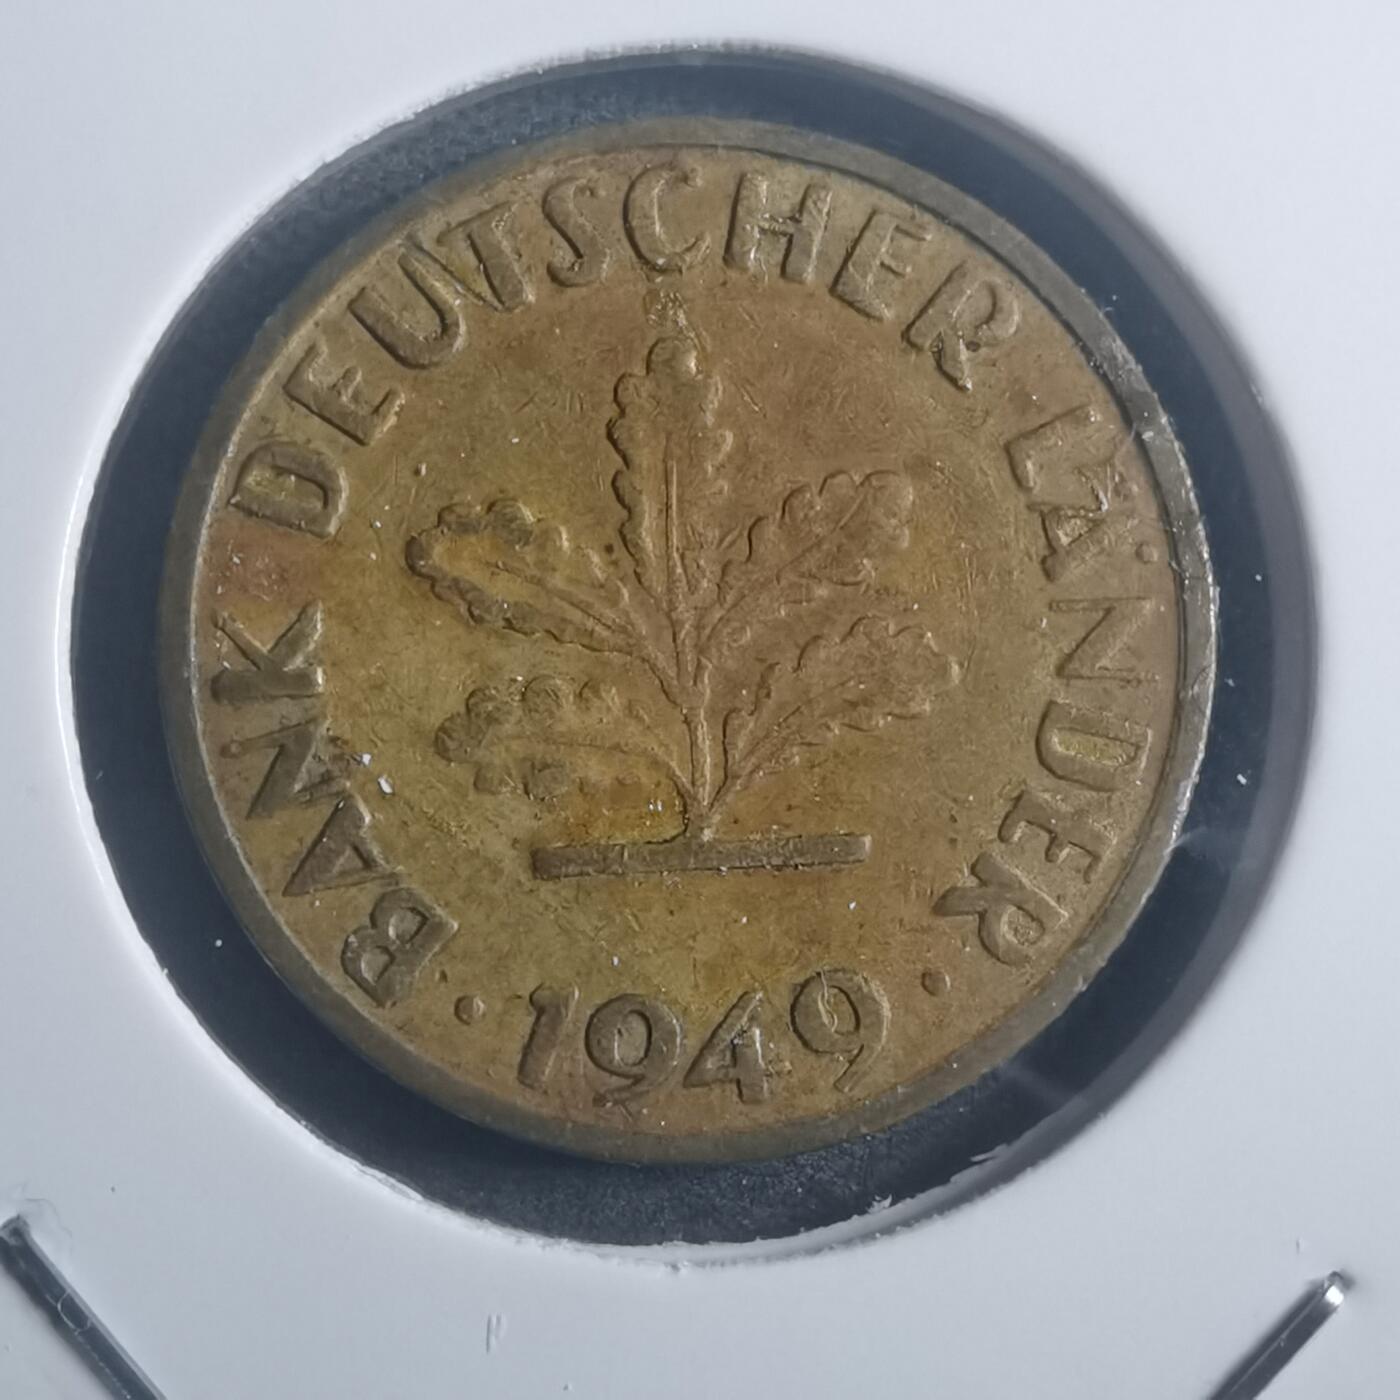 BANK DEUTSCHER LÄNDER
· 1949 ·